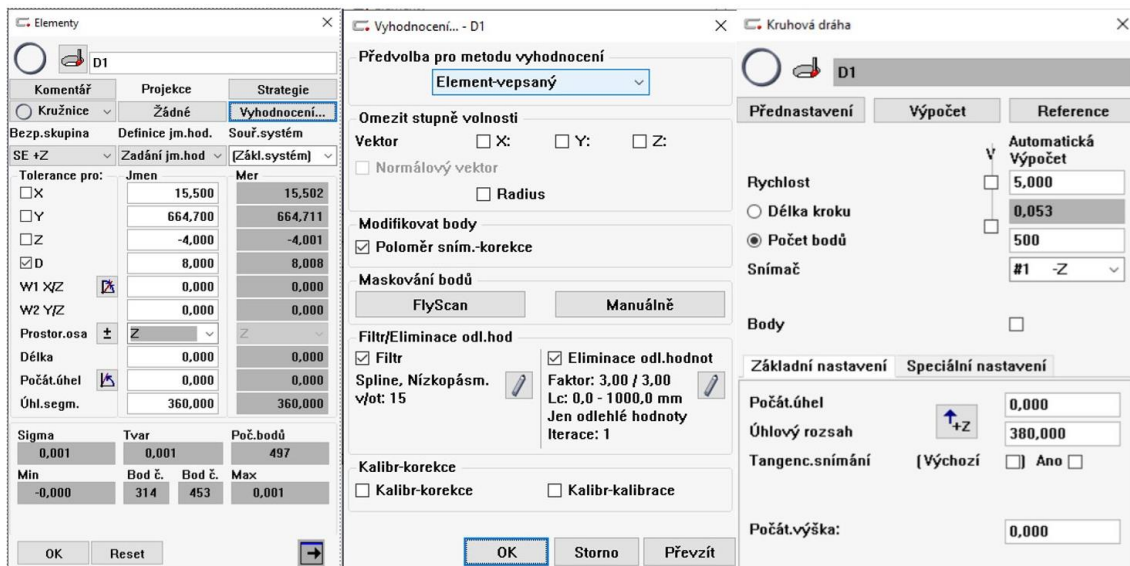 Elementy
D1
Komentář Projekce Strategie
Kružnice Žádné Vyhodnocení...
Bezp.skupina Definice jm.hod. Souř.systém
SE +Z Zadání jm.hod (Zákl.systém)
Tolerance pro: Jmen Mer
X 15,500 15,502
Y 664,700 664,711
Z -4,000 -4,001
D 8,000 8,008
W1 X/Z 0,000 0,000
W2 Y/Z 0,000 0,000
Prostor.osa ± Z Z
Délka 0,000 0,000
Počát.úhel 0,000 0,000
Úhl.segm. 360,000 360,000
Sigma Tvar Poč.bodů
0,001 0,001 497
Min Bod č. Bod č. Max
-0,000 314 453 0,001
OK Reset
Vyhodnocení... - D1
Předvolba pro metodu vyhodnocení
Element-vepsaný
Omezit stupně volnosti
Vektor X: Y: Z:
Normálový vektor
Radius
Modifikovat body
Poloměr sním.-korekce
Maskování bodů
FlyScan Manuálně
Filtr/Eliminace odl.hod
Filtr Eliminace odl.hodnot
Spline, Nízkopásm. Faktor: 3,00 / 3,00
v/ot: 15 Lc: 0,0 - 1000,0 mm
Jen odlehlé hodnoty
Iterace: 1
Kalibr-korekce
Kalibr-korekce Kalibr-kalibrace
OK Storno Převzít
Kruhová dráha
D1
Přednastavení Výpočet Reference
V Automatická
Výpočet
Rychlost 5,000
Délka kroku 0,053
Počet bodů 500
Snímač #1 -Z
Body
Základní nastavení Speciální nastavení
Počát.úhel 0,000
+Z
Úhlový rozsah 380,000
Tangenc.snímání (Výchozí ) Ano
Počát.výška: 0,000